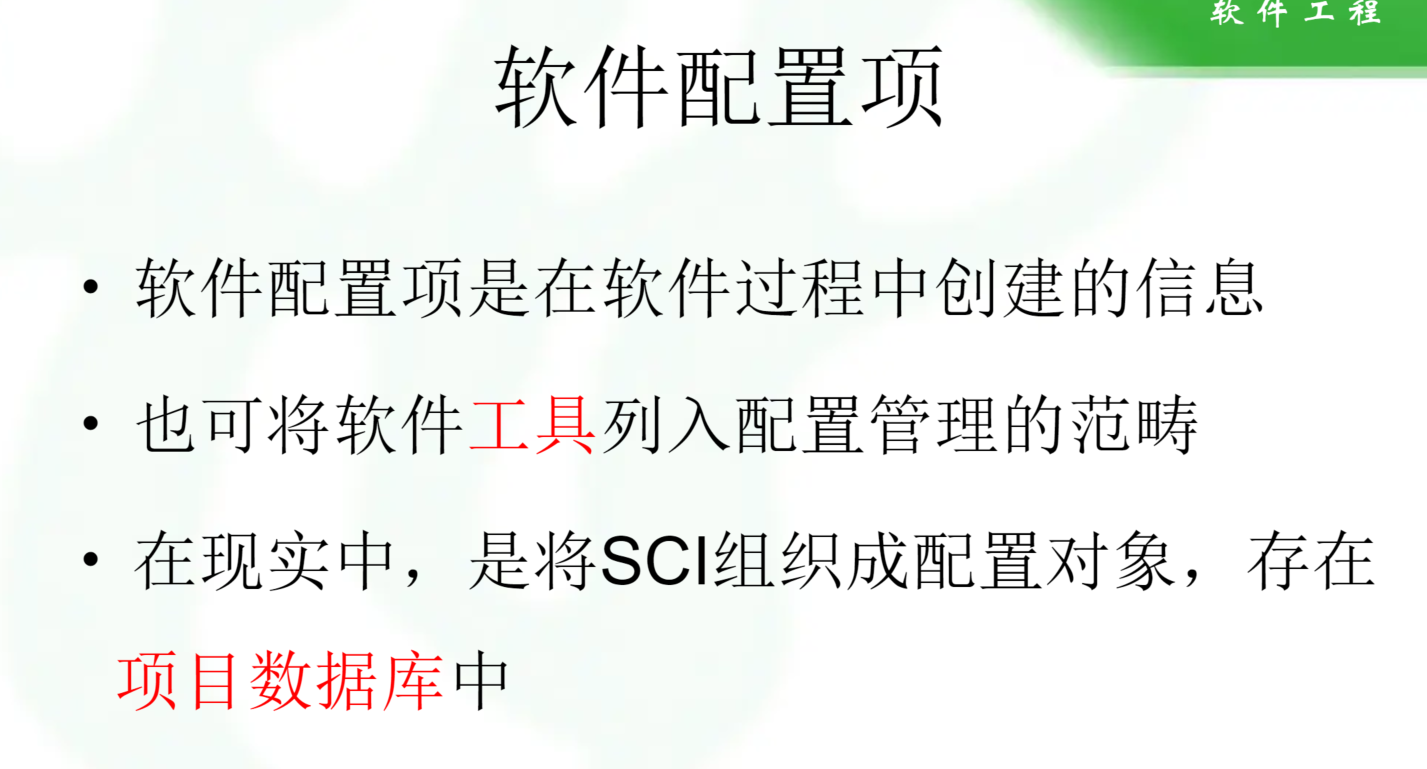 软件工程
软件配置项
• 软件配置项是在软件过程中创建的信息
• 也可将软件工具列入配置管理的范畴
• 在现实中，是将SCI组织成配置对象，存在
项目数据库中